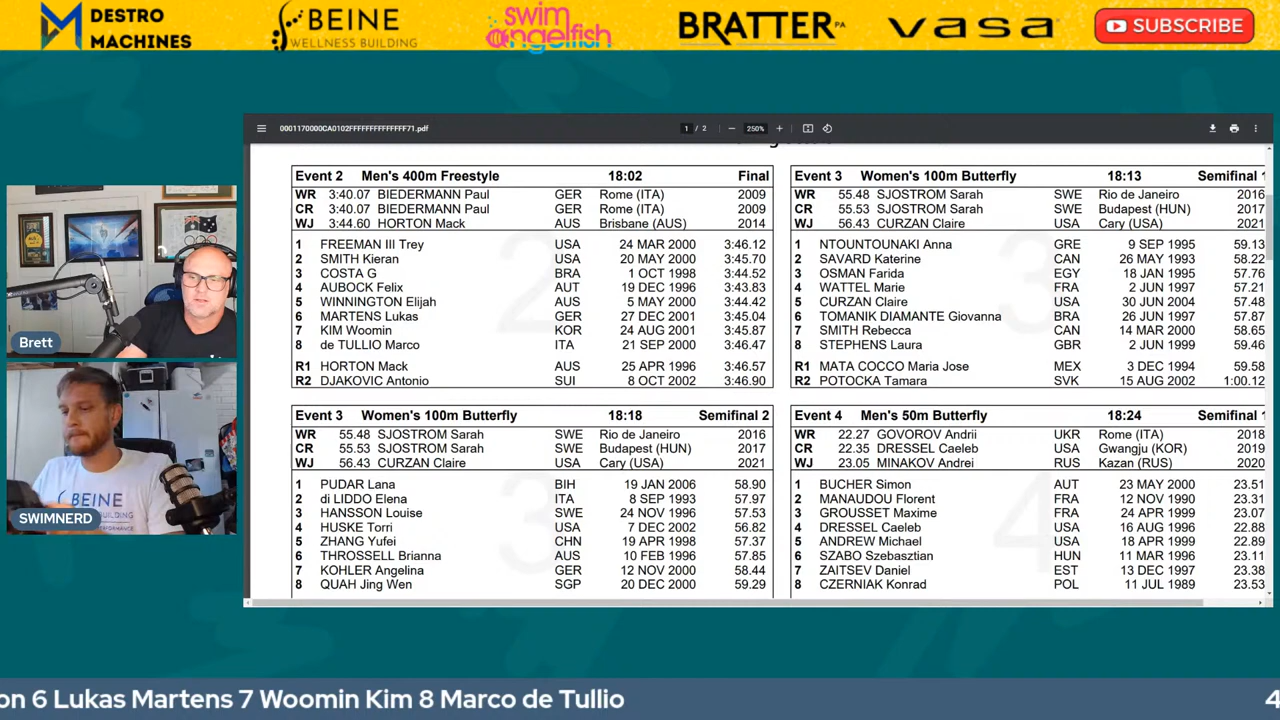 DESTRO
MACHINES
BEINE
WELLNESS BUILDING
swim
angelfish
BRATTER PA
vasa
SUBSCRIBE
0001170000CA0102FFFFFFFFFFFFFF71.pdf
1 / 2
250%
Event 2 Men's 400m Freestyle 18:02 Final
WR 3:40.07 BIEDERMANN Paul GER Rome (ITA) 2009
CR 3:40.07 BIEDERMANN Paul GER Rome (ITA) 2009
WJ 3:44.60 HORTON Mack AUS Brisbane (AUS) 2014
1 FREEMAN III Trey USA 24 MAR 2000 3:46.12
2 SMITH Kieran USA 20 MAY 2000 3:45.70
3 COSTA G BRA 1 OCT 1998 3:44.52
4 AUBOCK Felix AUT 19 DEC 1996 3:43.83
5 WINNINGTON Elijah AUS 5 MAY 2000 3:44.42
6 MARTENS Lukas GER 27 DEC 2001 3:45.04
7 KIM Woomin KOR 24 AUG 2001 3:45.87
8 de TULLIO Marco ITA 21 SEP 2000 3:46.47
R1 HORTON Mack AUS 25 APR 1996 3:46.57
R2 DJAKOVIC Antonio SUI 8 OCT 2002 3:46.90
Event 3 Women's 100m Butterfly 18:13 Semifinal 1
WR 55.48 SJOSTROM Sarah SWE Rio de Janeiro 2016
CR 55.53 SJOSTROM Sarah SWE Budapest (HUN) 2017
WJ 56.43 CURZAN Claire USA Cary (USA) 2021
1 NTOUNTOUNAKI Anna GRE 9 SEP 1995 59.13
2 SAVARD Katerine CAN 26 MAY 1993 58.22
3 OSMAN Farida EGY 18 JAN 1995 57.76
4 WATTEL Marie FRA 2 JUN 1997 57.21
5 CURZAN Claire USA 30 JUN 2004 57.48
6 TOMANIK DIAMANTE Giovanna BRA 26 JUN 1997 57.87
7 SMITH Rebecca CAN 14 MAR 2000 58.65
8 STEPHENS Laura GBR 2 JUN 1999 59.46
R1 MATA COCCO Maria Jose MEX 3 DEC 1994 59.58
R2 POTOCKA Tamara SVK 15 AUG 2002 1:00.12
Event 3 Women's 100m Butterfly 18:18 Semifinal 2
WR 55.48 SJOSTROM Sarah SWE Rio de Janeiro 2016
CR 55.53 SJOSTROM Sarah SWE Budapest (HUN) 2017
WJ 56.43 CURZAN Claire USA Cary (USA) 2021
1 PUDAR Lana BIH 19 JAN 2006 58.90
2 di LIDDO Elena ITA 8 SEP 1993 57.97
3 HANSSON Louise SWE 24 NOV 1996 57.53
4 HUSKE Torri USA 7 DEC 2002 56.82
5 ZHANG Yufei CHN 19 APR 1998 57.37
6 THROSSELL Brianna AUS 10 FEB 1996 57.85
7 KOHLER Angelina GER 12 NOV 2000 58.44
8 QUAH Jing Wen SGP 20 DEC 2000 59.29
Event 4 Men's 50m Butterfly 18:24 Semifinal 1
WR 22.27 GOVOROV Andrii UKR Rome (ITA) 2018
CR 22.35 DRESSEL Caeleb USA Gwangju (KOR) 2019
WJ 23.05 MINAKOV Andrei RUS Kazan (RUS) 2020
1 BUCHER Simon AUT 23 MAY 2000 23.51
2 MANAUDOU Florent FRA 12 NOV 1990 23.31
3 GROUSSET Maxime FRA 24 APR 1999 23.07
4 DRESSEL Caeleb USA 16 AUG 1996 22.88
5 ANDREW Michael USA 18 APR 1999 22.89
6 SZABO Szebasztian HUN 11 MAR 1996 23.11
7 ZAITSEV Daniel EST 13 DEC 1997 23.38
8 CZERNIAK Konrad POL 11 JUL 1989 23.53
Brett
BEINE
SWIMNERD
on 6 Lukas Martens 7 Woomin Kim 8 Marco de Tullio 4